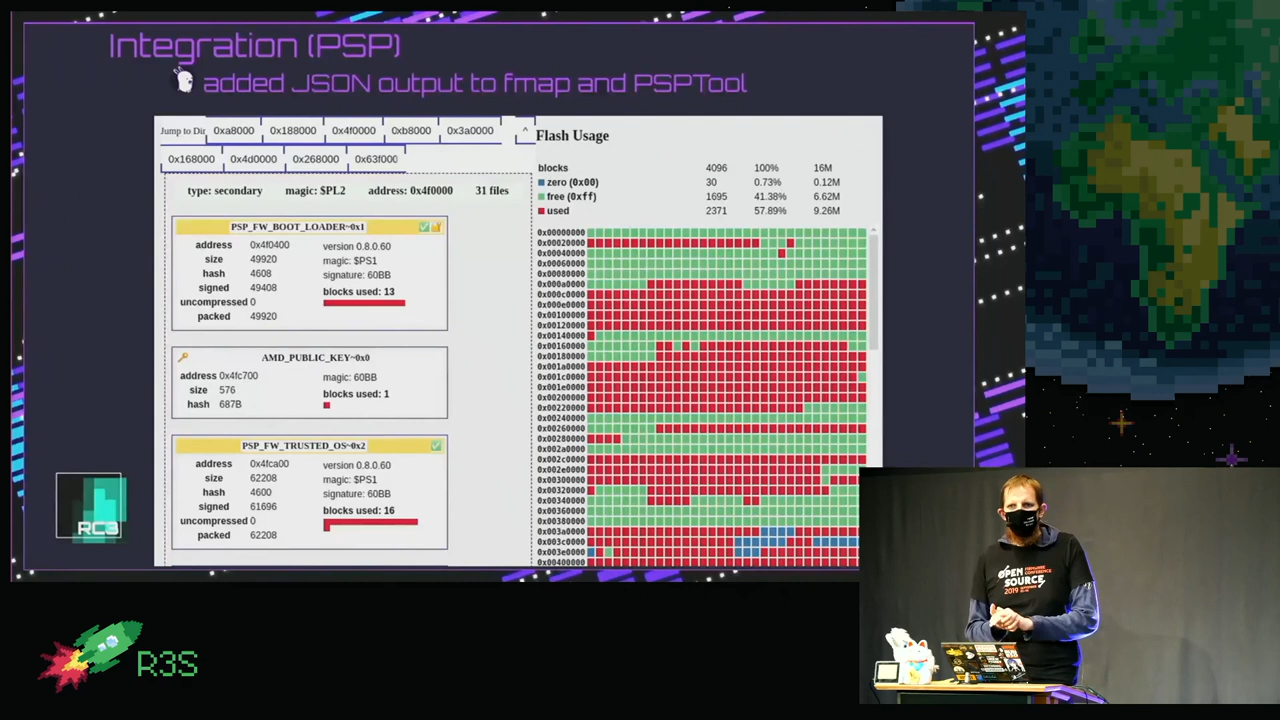 Integration (PSP)
added JSON output to fmap and PSPTool
Jump to Dir 0xa8000 0x188000 0x4f0000 0xb8000 0x3a0000 ^
0x168000 0x4d0000 0x268000 0x63f000
type: secondary magic: $PL2 address: 0x4f0000 31 files
PSP_FW_BOOT_LOADER~0x1
address 0x4f0400
size 49920
hash 4608
signed 49408
uncompressed 0
packed 49920
version 0.8.0.60
magic: $PS1
signature: 60BB
blocks used: 13
AMD_PUBLIC_KEY~0x0
address 0x4fc700
size 576
hash 687B
magic: 60BB
blocks used: 1
PSP_FW_TRUSTED_OS~0x2
address 0x4fca00
size 62208
hash 4600
signed 61696
uncompressed 0
packed 62208
version 0.8.0.60
magic: $PS1
signature: 60BB
blocks used: 16
Flash Usage
blocks 4096 100% 16M
zero (0x00) 30 0.73% 0.12M
free (0xff) 1695 41.38% 6.62M
used 2371 57.89% 9.26M
0x00000000
0x00020000
0x00040000
0x00060000
0x00080000
0x000a0000
0x000c0000
0x000e0000
0x00100000
0x00120000
0x00140000
0x00160000
0x00180000
0x001a0000
0x001c0000
0x001e0000
0x00200000
0x00220000
0x00240000
0x00260000
0x00280000
0x002a0000
0x002c0000
0x002e0000
0x00300000
0x00320000
0x00340000
0x00360000
0x00380000
0x003a0000
0x003c0000
0x003e0000
0x00400000
RC3
R3S
OPEN
FIRMWARE
CONFERENCE
SOURCE
2019